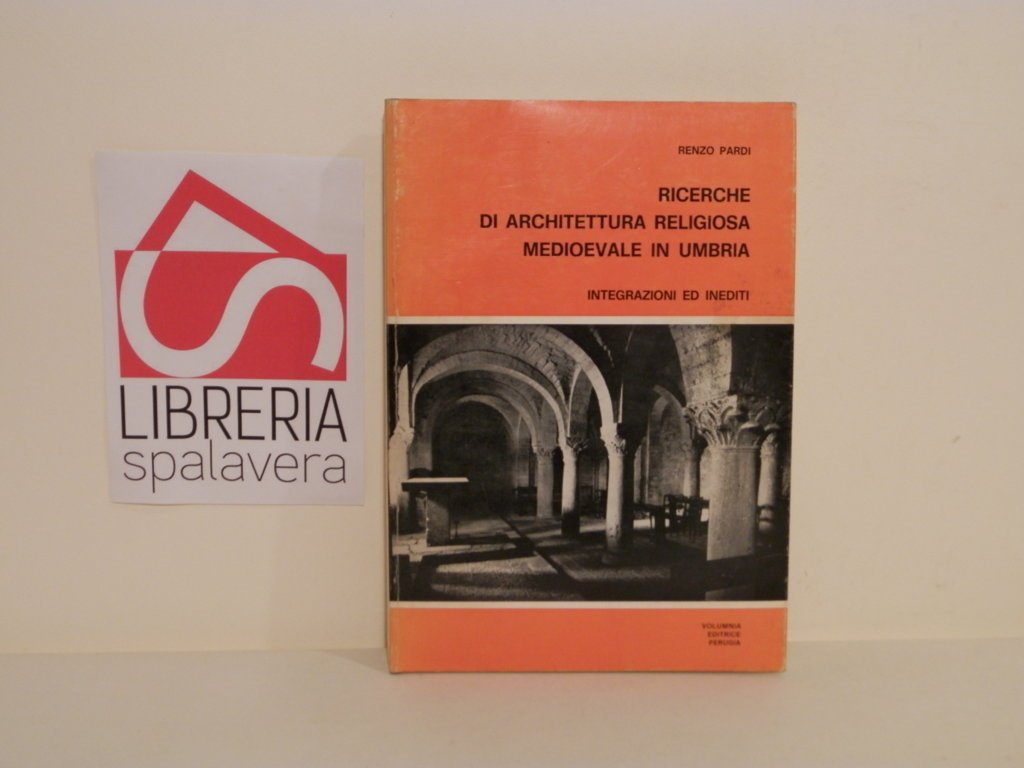 LIBRERIA
spalavera
RENZO PARDI
RICERCHE
DI ARCHITETTURA RELIGIOSA
MEDIOEVALE IN UMBRIA
INTEGRAZIONI ED INEDITI
VOLUMNIA
EDITRICE
PERUGIA